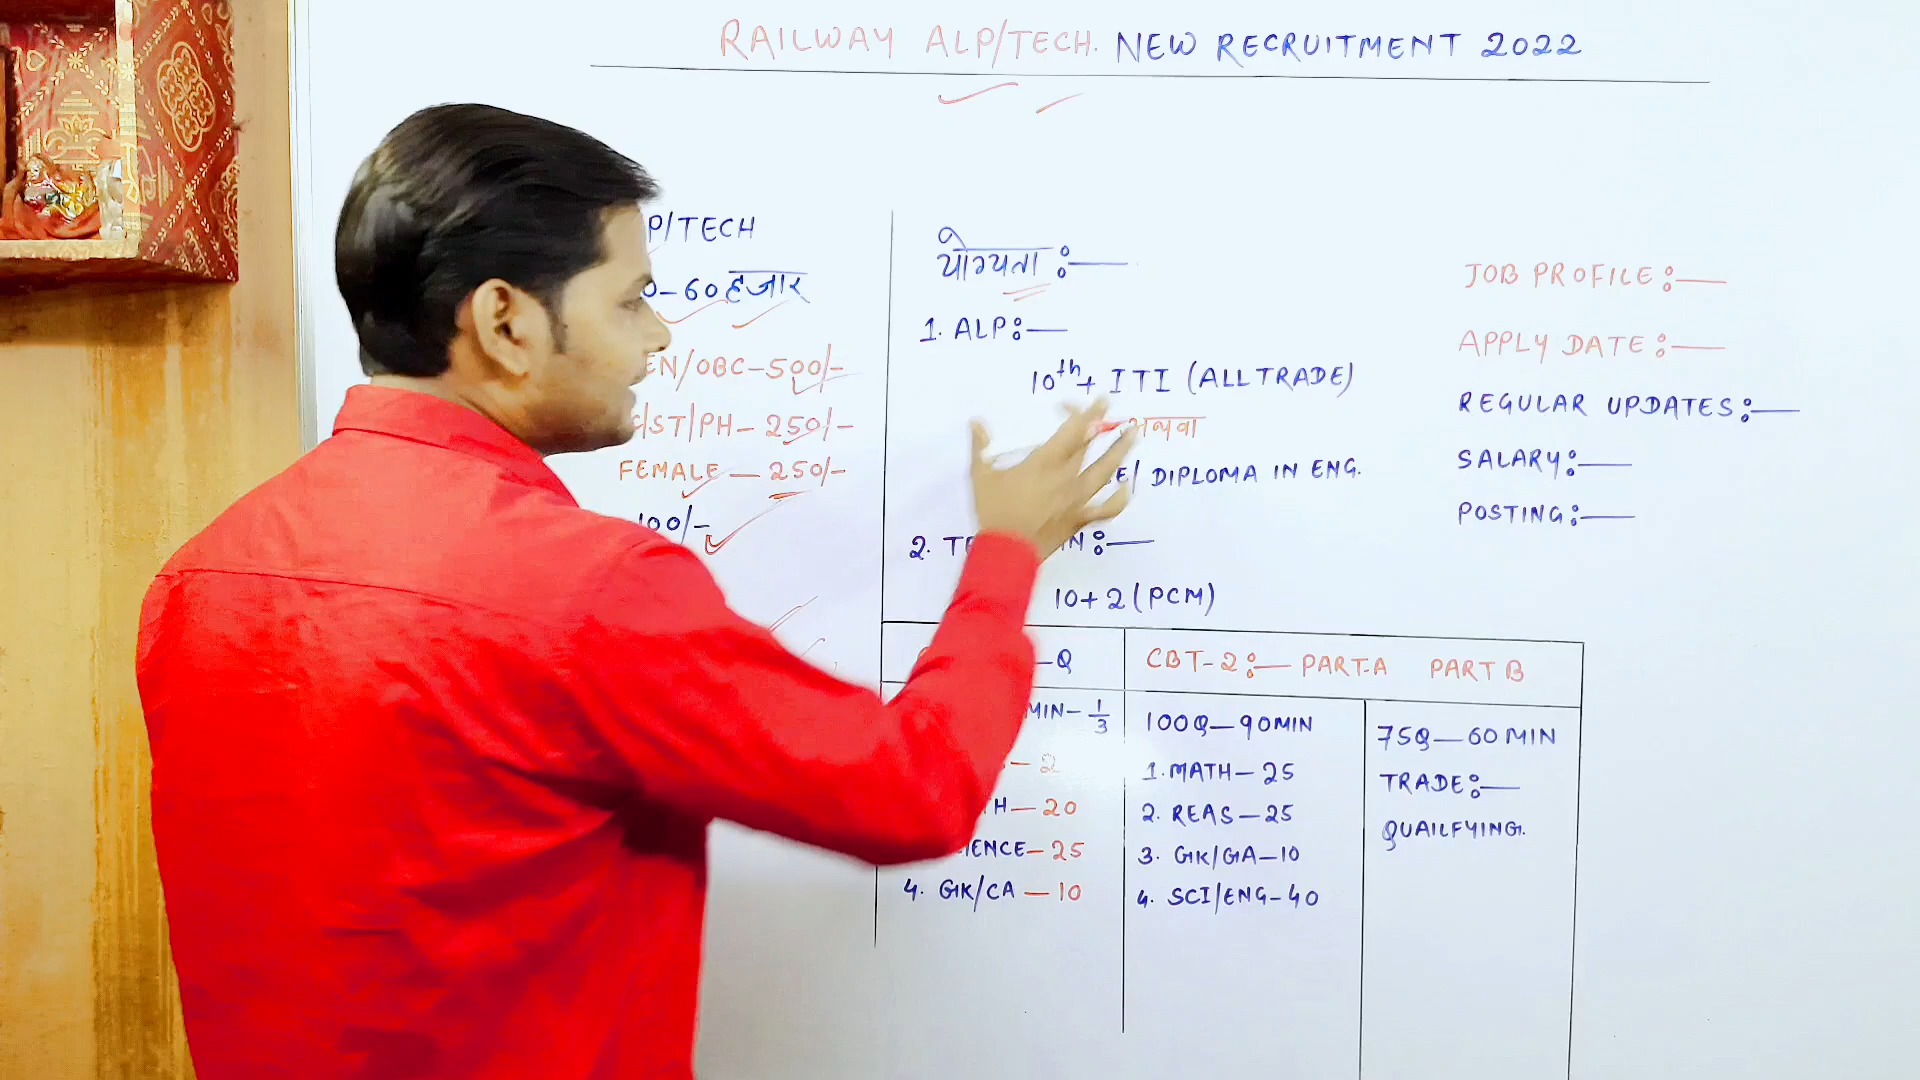 RAILWAY ALP/TECH. NEW RECRUITMENT 2022
P/TECH
0-60 हजार
EN/OBC-500/-
/ST/PH-250/-
FEMALE-250/-
100/-
योग्यता :-
1. ALP:-
10th + ITI (ALL TRADE)
अथवा
E/ DIPLOMA IN ENG.
2. TE N:-
10+2 (PCM)
-Q
MIN-1/3
-2
H-20
IENCE-25
4. GK/CA-10
CBT-2:- PART-A PART B
100Q-90MIN
1. MATH-25
2. REAS-25
3. GK/GA-10
4. SCI/ENG-40
75Q-60 MIN
TRADE:-
QUAILFYING.
JOB PROFILE:-
APPLY DATE:-
REGULAR UPDATES:-
SALARY:-
POSTING:-